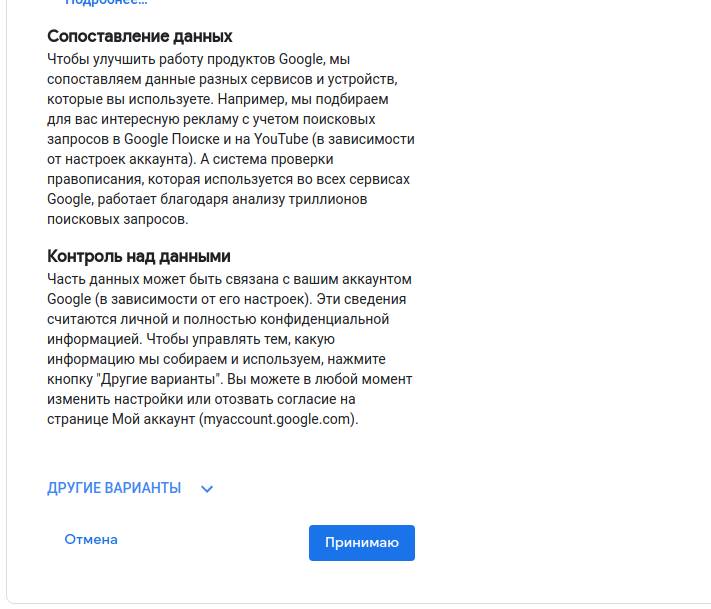 Подробнее...
Сопоставление данных
Чтобы улучшить работу продуктов Google, мы
сопоставляем данные разных сервисов и устройств,
которые вы используете. Например, мы подбираем
для вас интересную рекламу с учетом поисковых
запросов в Google Поиске и на YouTube (в зависимости
от настроек аккаунта). А система проверки
правописания, которая используется во всех сервисах
Google, работает благодаря анализу триллионов
поисковых запросов.
Контроль над данными
Часть данных может быть связана с вашим аккаунтом
Google (в зависимости от его настроек). Эти сведения
считаются личной и полностью конфиденциальной
информацией. Чтобы управлять тем, какую
информацию мы собираем и используем, нажмите
кнопку "Другие варианты". Вы можете в любой момент
изменить настройки или отозвать согласие на
странице Мой аккаунт (myaccount.google.com).
ДРУГИЕ ВАРИАНТЫ
Отмена
Принимаю